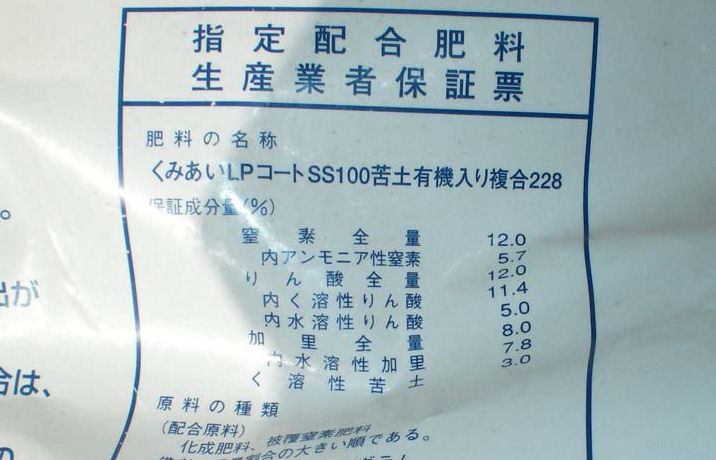 指定配合肥料
生産業者保証票
肥料の名称
くみあいLPコートSS100苦土有機入り複合228
保証成分量(%)
窒素全量 12.0
内アンモニア性窒素 5.7
りん酸全量 12.0
内く溶性りん酸 11.4
内水溶性りん酸 5.0
加里全量 8.0
内水溶性加里 7.8
く溶性苦土 3.0
原料の種類
(配合原料)
化成肥料、被覆窒素肥料
割合の大きい順である。
。
出が
合は、
の